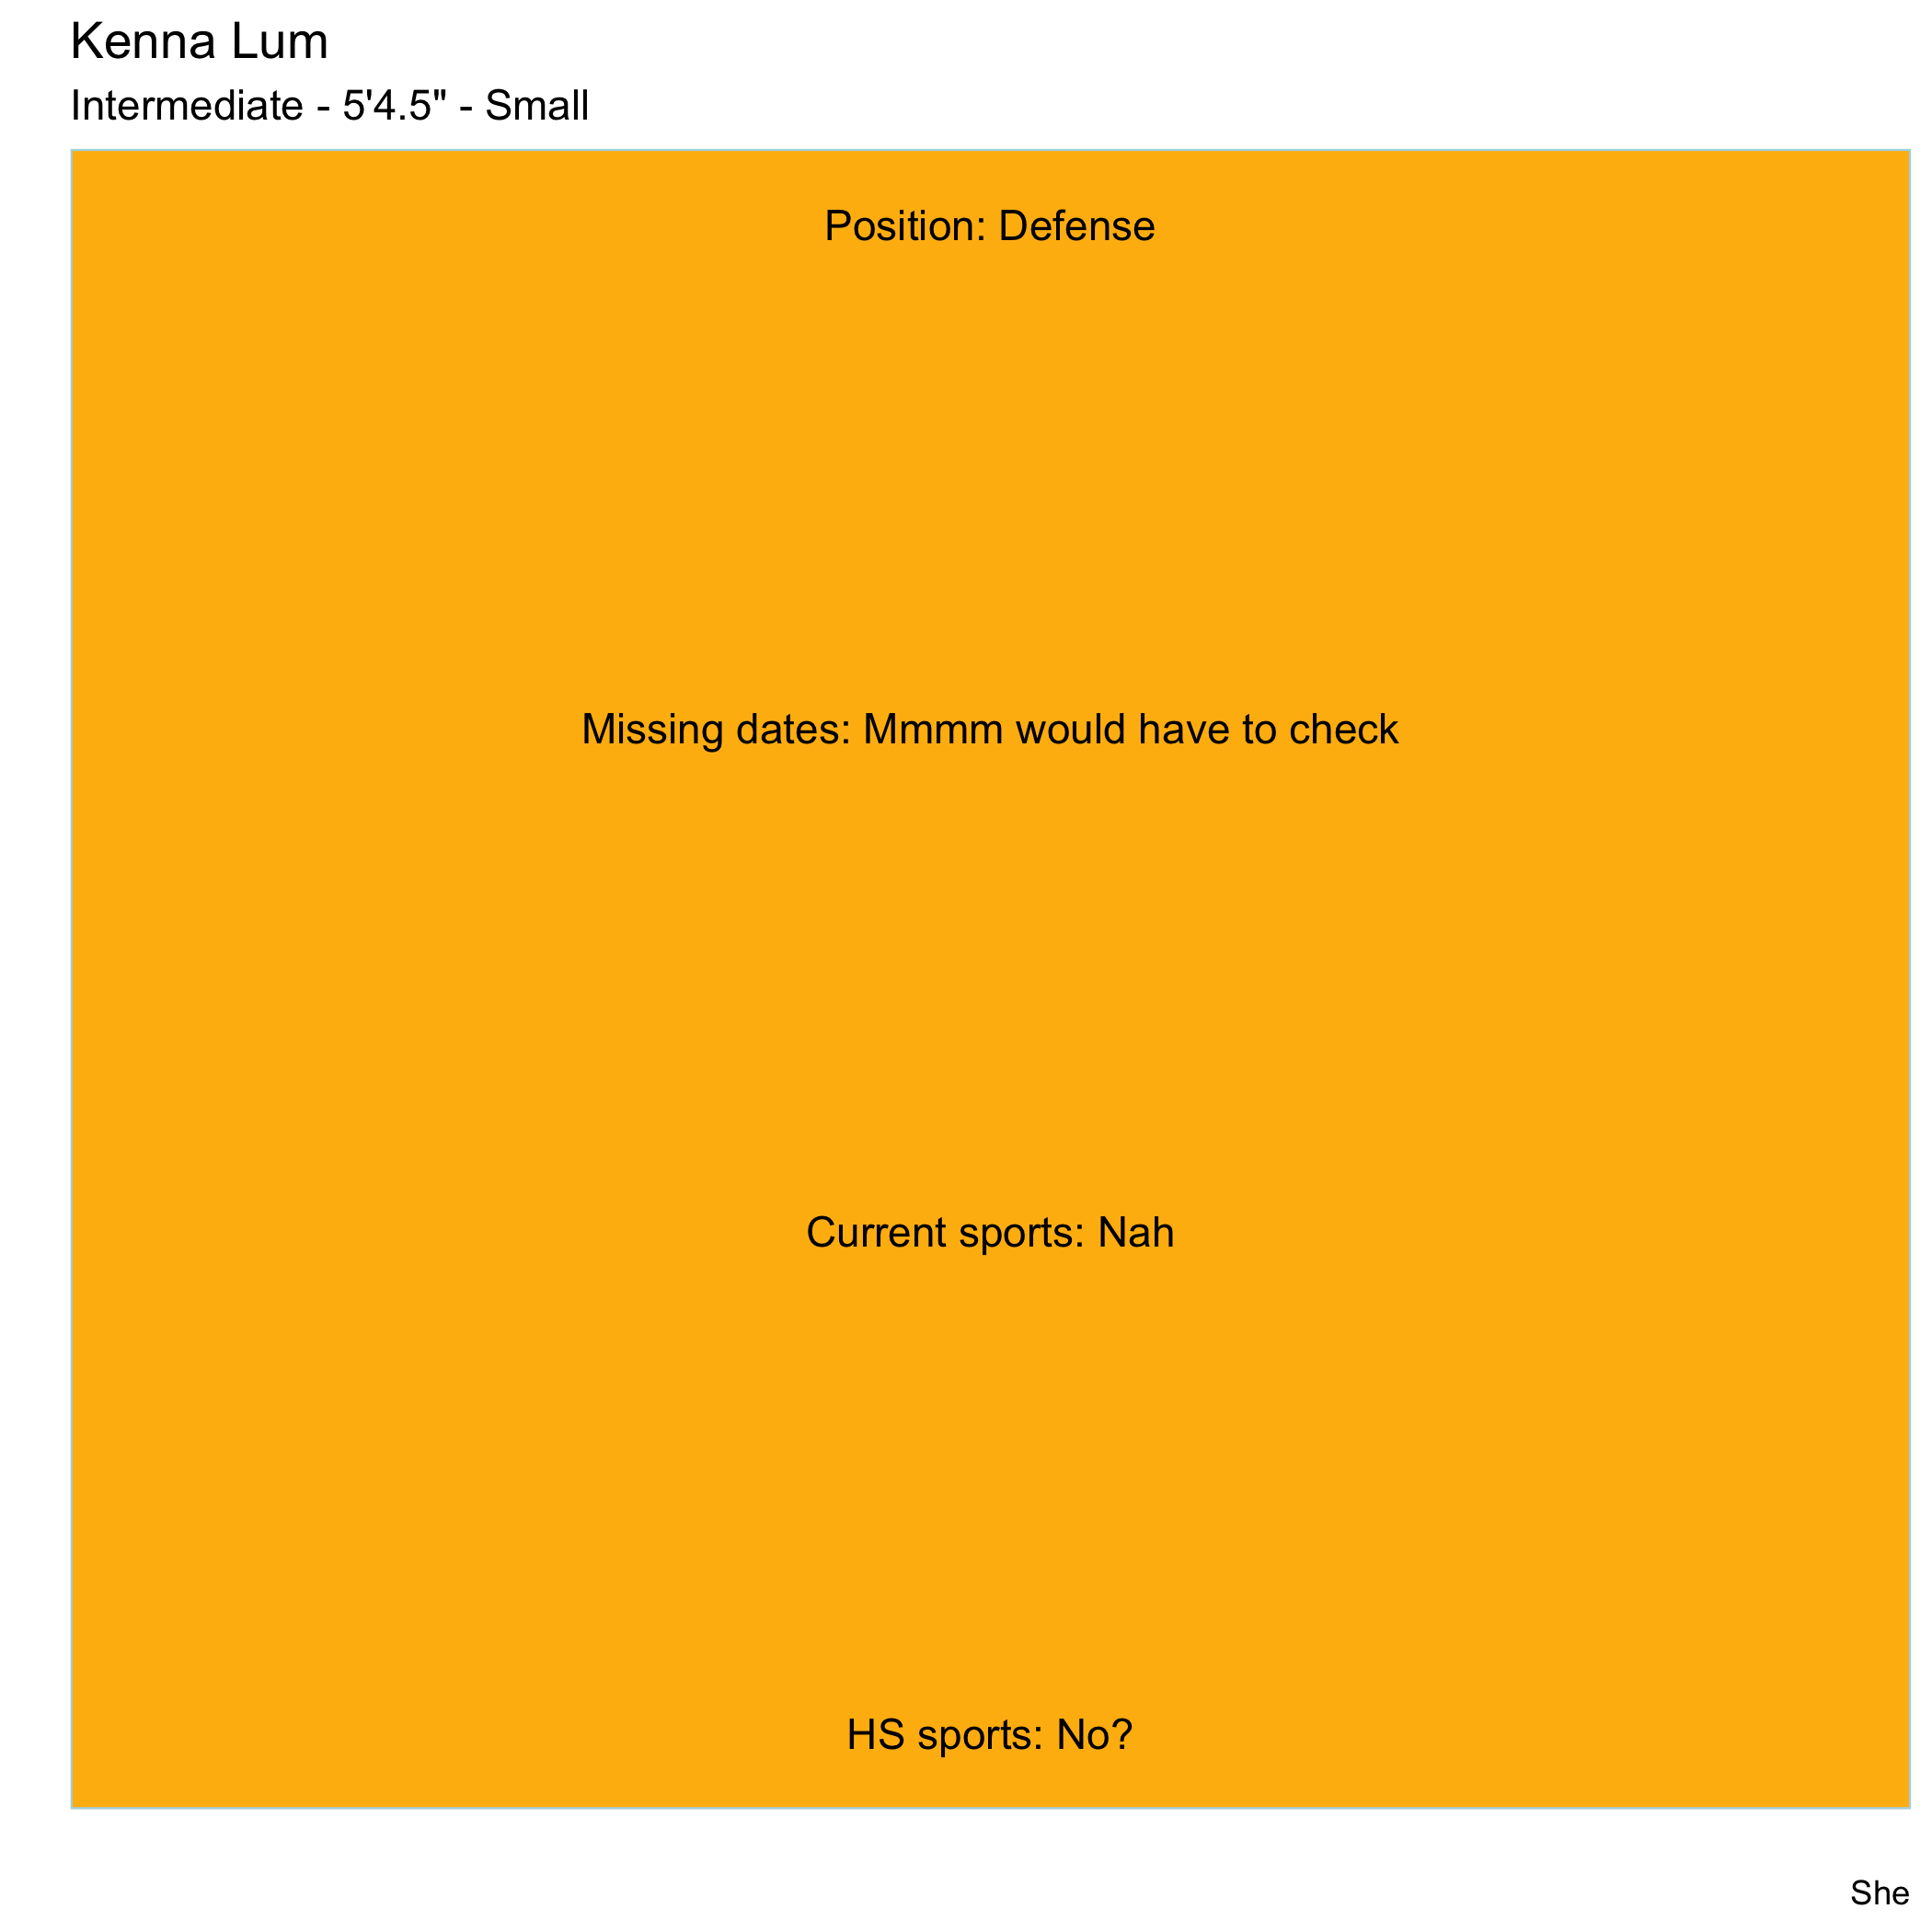 Kenna Lum
Intermediate - 5'4.5" - Small
Position: Defense
Missing dates: Mmmm would have to check
Current sports: Nah
HS sports: No?
She